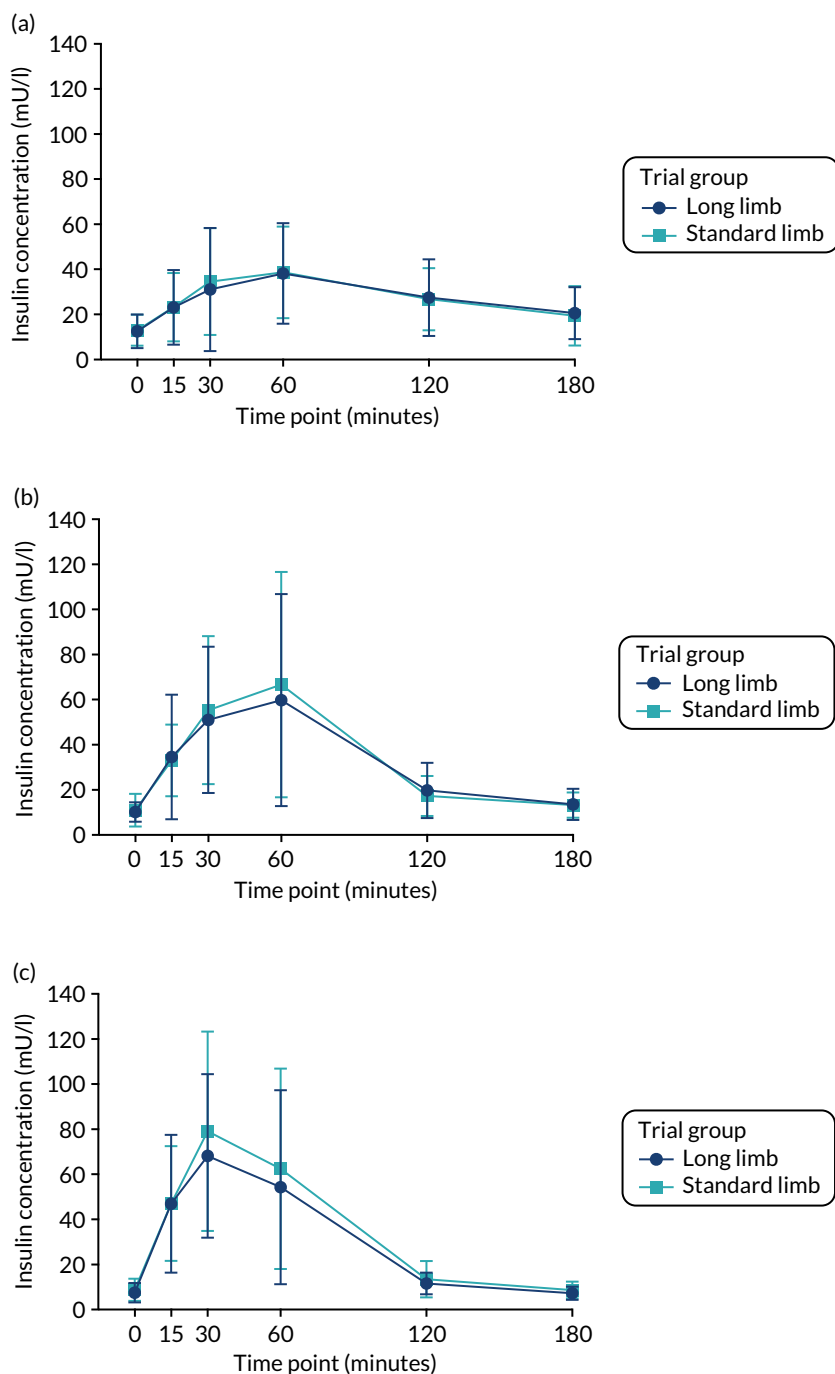 (a)
140
120
100
80
60
40
20
0
Insulin concentration (mU/l)
0 15 30 60 120 180
Time point (minutes)
Trial group
Long limb
Standard limb
(b)
140
120
100
80
60
40
20
0
Insulin concentration (mU/l)
0 15 30 60 120 180
Time point (minutes)
Trial group
Long limb
Standard limb
(c)
140
120
100
80
60
40
20
0
Insulin concentration (mU/l)
0 15 30 60 120 180
Time point (minutes)
Trial group
Long limb
Standard limb